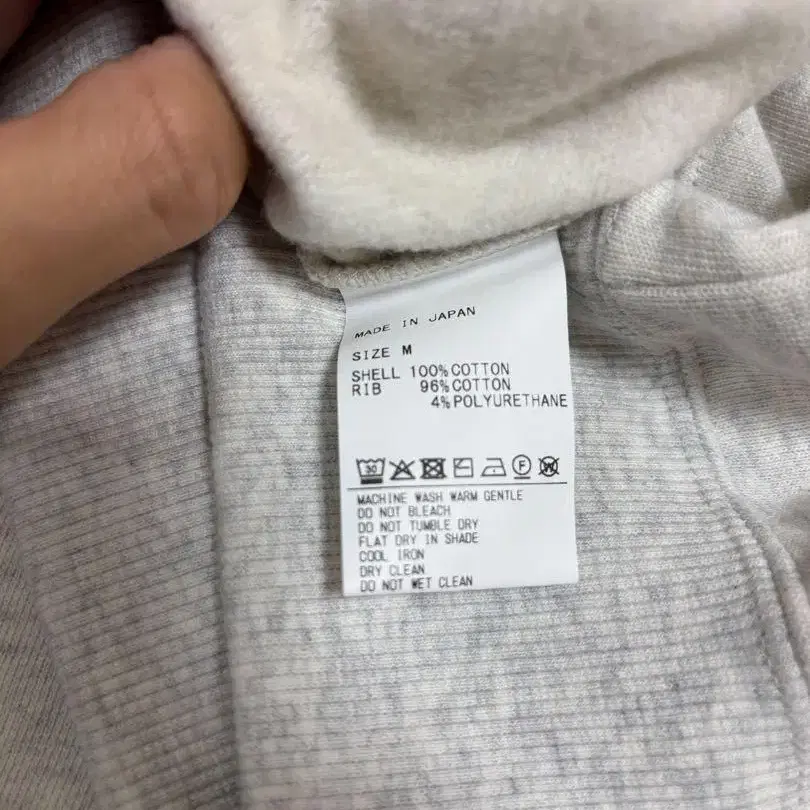 MADE IN JAPAN
SIZE M
SHELL 100% COTTON
RIB 96% COTTON
4% POLYURETHANE
30 F W
MACHINE WASH WARM GENTLE
DO NOT BLEACH
DO NOT TUMBLE DRY
FLAT DRY IN SHADE
COOL IRON
DRY CLEAN
DO NOT WET CLEAN